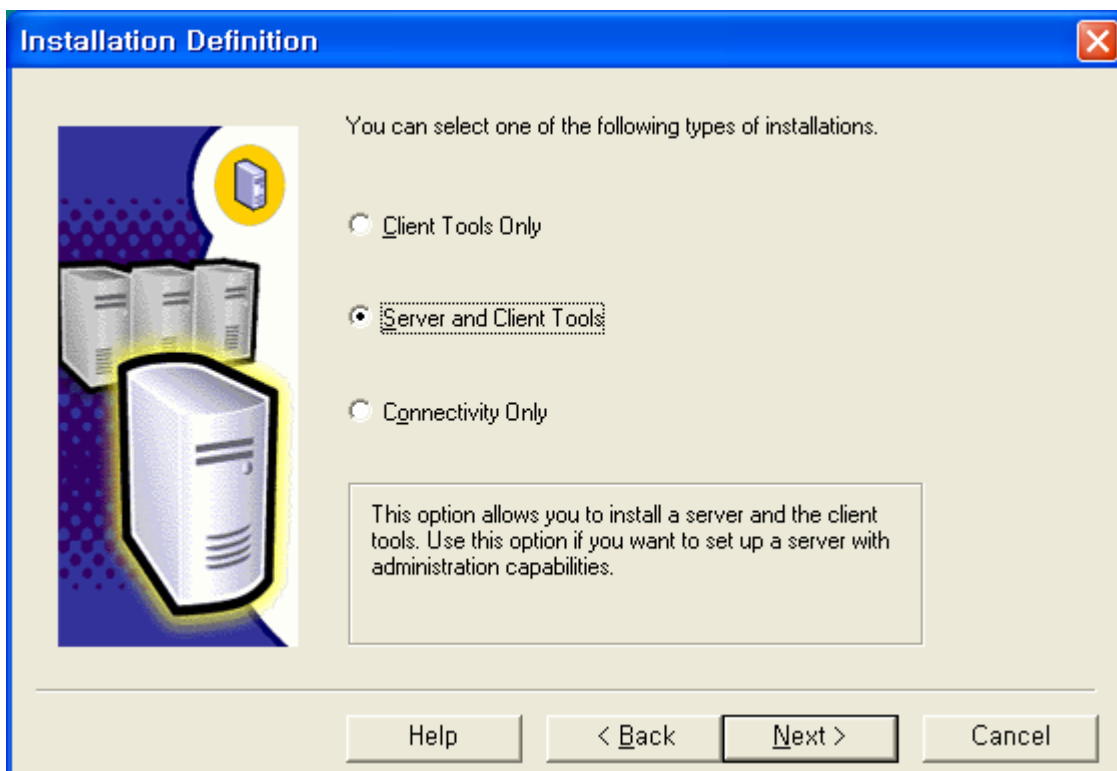 Installation Definition
You can select one of the following types of installations.
Client Tools Only
Server and Client Tools
Connectivity Only
This option allows you to install a server and the client
tools. Use this option if you want to set up a server with
administration capabilities.
Help
< Back
Next >
Cancel